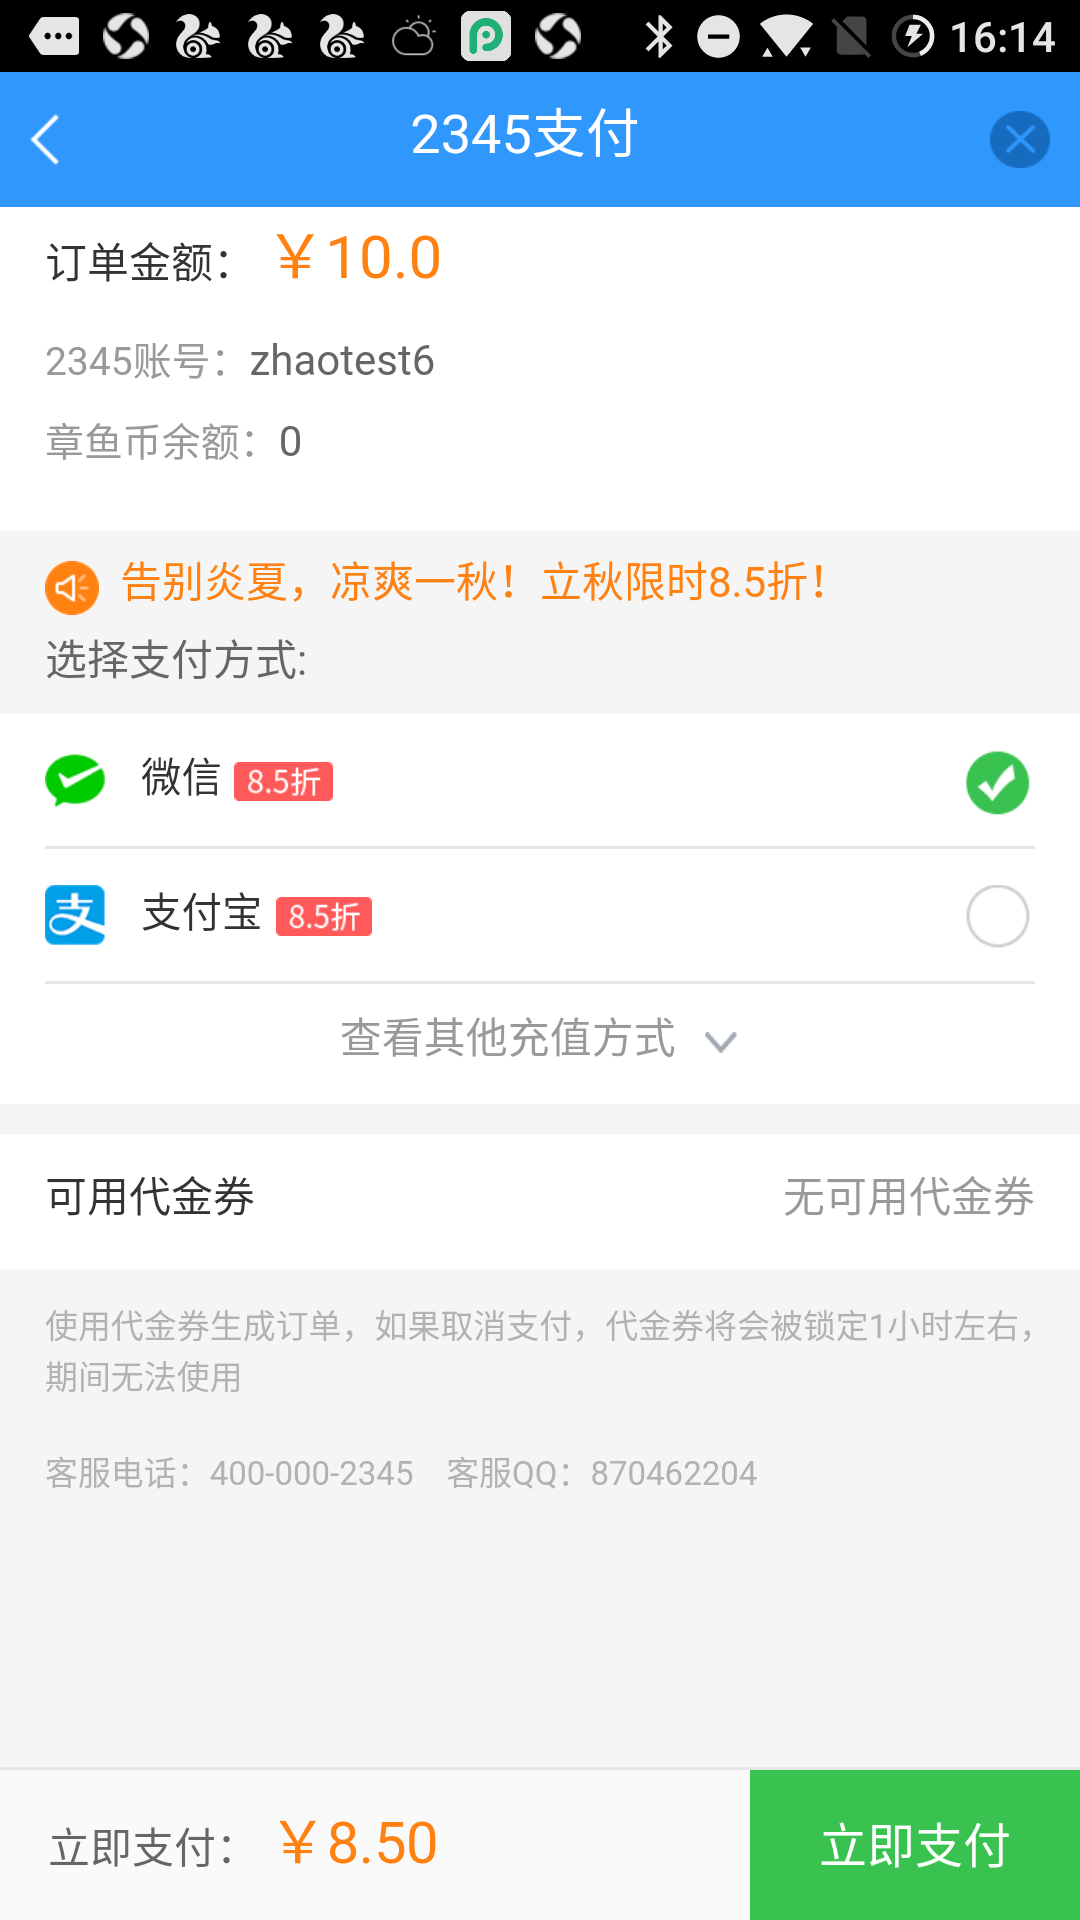 16:14
2345支付
订单金额： ￥10.0
2345账号：zhaotest6
章鱼币余额：0
告别炎夏，凉爽一秋！立秋限时8.5折！
选择支付方式:
微信 8.5折
支付宝 8.5折
查看其他充值方式
可用代金券 无可用代金券
使用代金券生成订单，如果取消支付，代金券将会被锁定1小时左右，
期间无法使用
客服电话：400-000-2345 客服QQ：870462204
立即支付： ￥8.50 立即支付